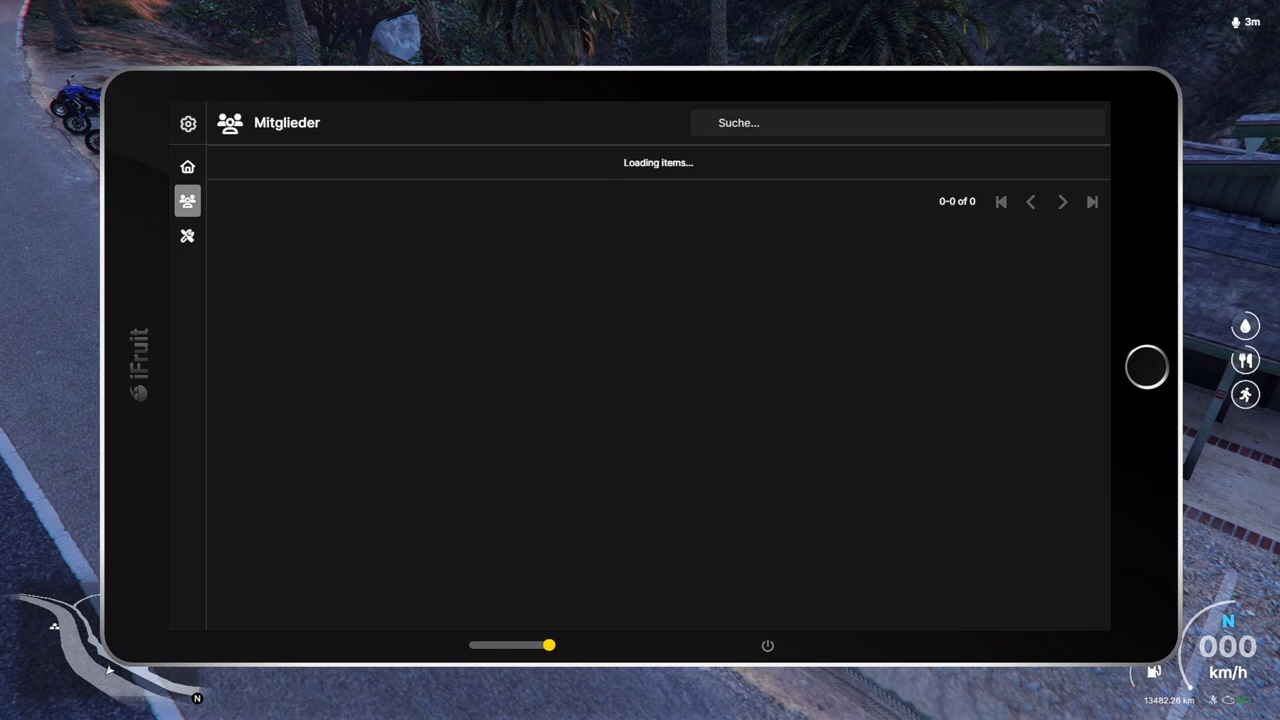 3m
Mitglieder
Suche...
Loading items...
0-0 of 0
iFruit
N
000
km/h
13482.26 km
N